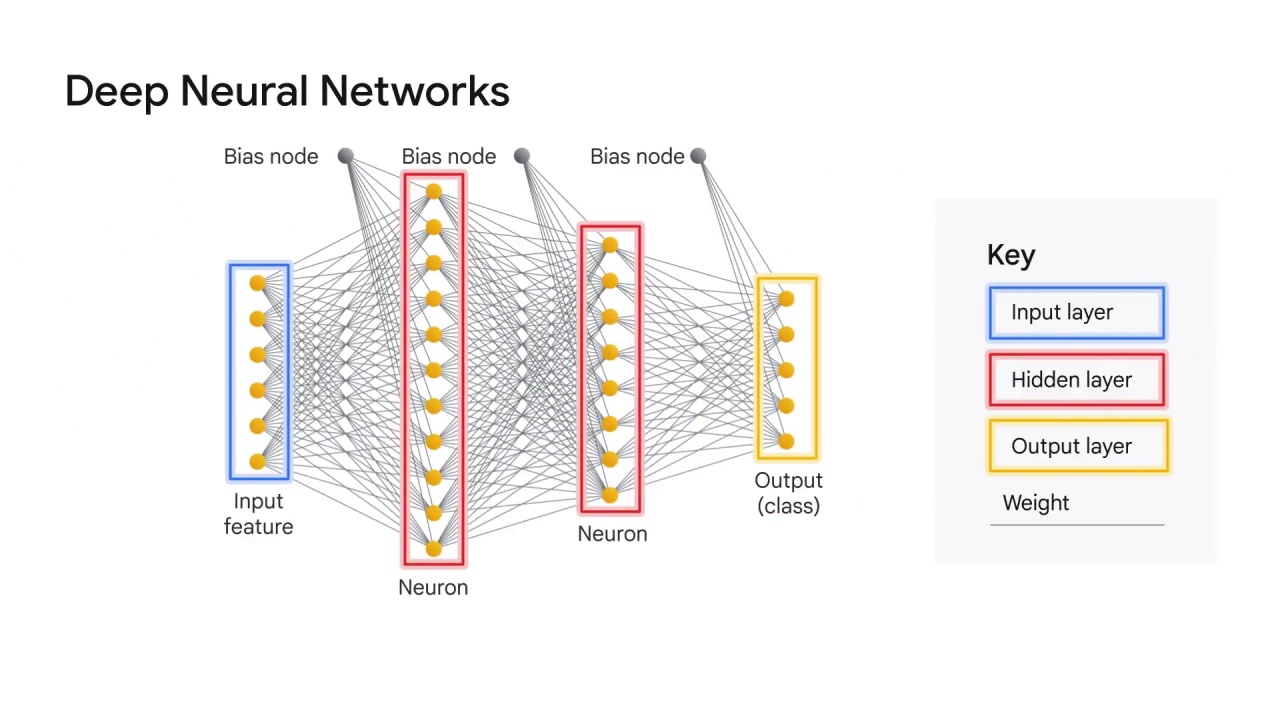 Deep Neural Networks
Bias node
Bias node
Bias node
Input
feature
Neuron
Neuron
Output
(class)
Key
Input layer
Hidden layer
Output layer
Weight